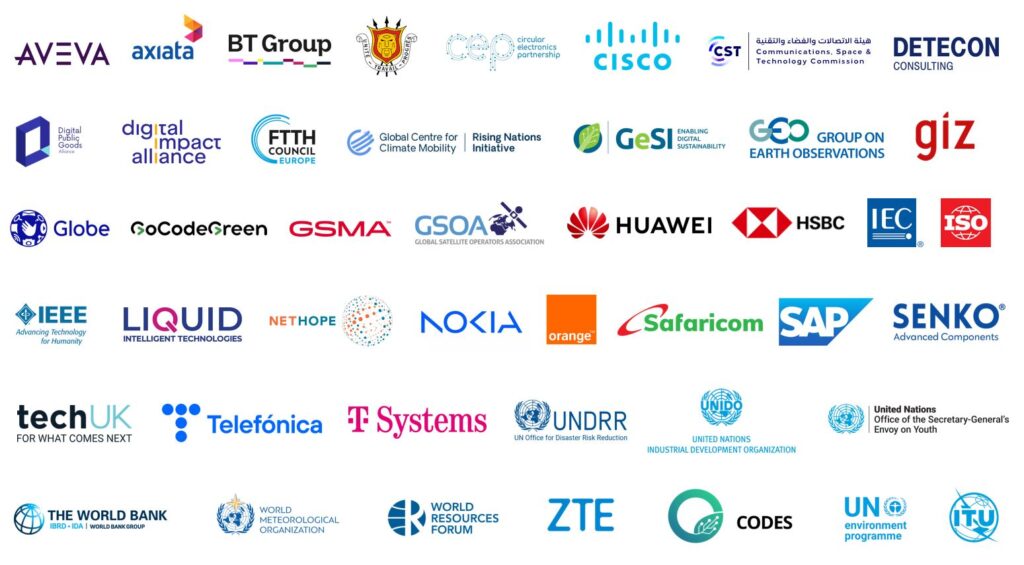 AVEVA
axiata
BT Group
UNITE TRAVAIL PROGRES
cep circular
electronics
partnership
CISCO
CST
هيئة الاتصالات والفضاء والتقنية
Communications, Space &
Technology Commission
DETECON
CONSULTING
Digital
Public
Goods
Alliance
digital
impact
alliance
FTTH
COUNCIL
EUROPE
Global Centre for
Climate Mobility
Rising Nations
Initiative
GeSI
ENABLING
DIGITAL
SUSTAINABILITY
GEO GROUP ON
EARTH OBSERVATIONS
giz
Globe
GoCodeGreen
GSMA™
GSOA
GLOBAL SATELLITE OPERATORS ASSOCIATION
HUAWEI
HSBC
IEC®
ISO
IEEE
Advancing Technology
for Humanity
LIQUID
INTELLIGENT TECHNOLOGIES
NETHOPE
NOKIA
orange™
Safaricom
SAP
SENKO®
Advanced Components
techUK
FOR WHAT COMES NEXT
Telefónica
T Systems
UNDRR
UN Office for Disaster Risk Reduction
UNIDO
UNITED NATIONS
INDUSTRIAL DEVELOPMENT ORGANIZATION
United Nations
Office of the Secretary-General's
Envoy on Youth
THE WORLD BANK
IBRD • IDA | WORLD BANK GROUP
WORLD
METEOROLOGICAL
ORGANIZATION
WORLD
RESOURCES
FORUM
ZTE
CODES
UN
environment
programme
ITU